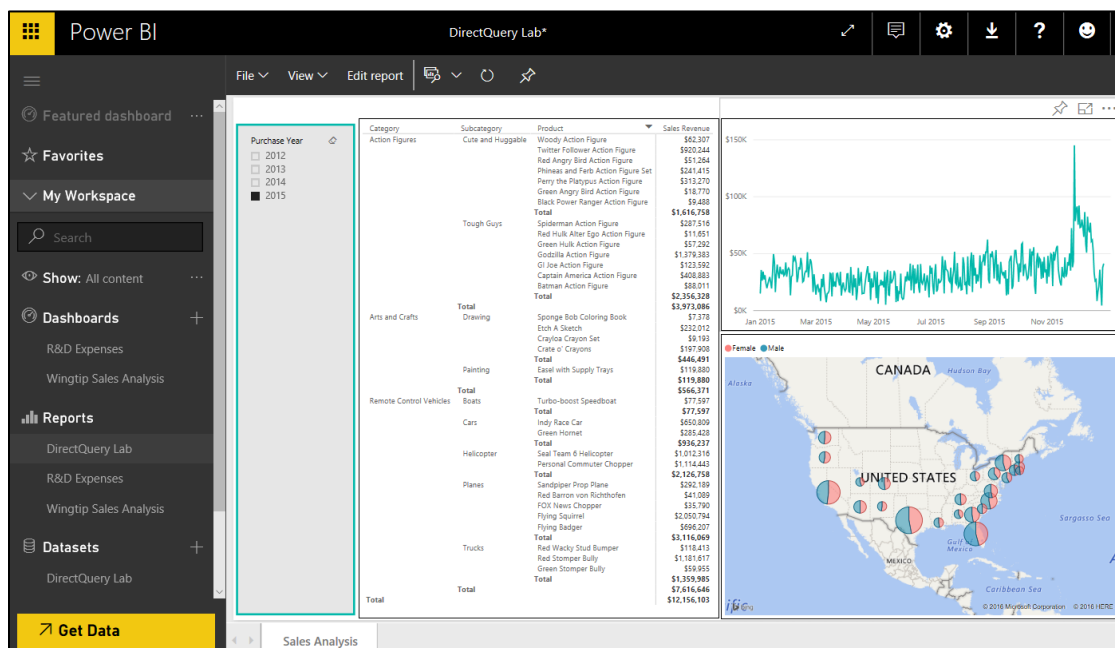 Power BI
DirectQuery Lab*
?
File View Edit report
Featured dashboard ...
Favorites
My Workspace
Search
Show: All content ...
Dashboards +
R&D Expenses
Wingtip Sales Analysis
Reports
DirectQuery Lab
R&D Expenses
Wingtip Sales Analysis
Datasets +
DirectQuery Lab
Get Data
Purchase Year
2012
2013
2014
2015
Category Subcategory Product Sales Revenue
Action Figures Cute and Huggable Woody Action Figure $62,307
Twitter Follower Action Figure $920,244
Red Angry Bird Action Figure $51,264
Phineas and Ferb Action Figure Set $241,415
Perry the Platypus Action Figure $313,270
Green Angry Bird Action Figure $18,770
Black Power Ranger Action Figure $9,488
Total $1,616,758
Tough Guys Spiderman Action Figure $287,516
Red Hulk Alter Ego Action Figure $11,651
Green Hulk Action Figure $57,292
Godzilla Action Figure $1,379,383
GI Joe Action Figure $123,592
Captain America Action Figure $408,883
Batman Action Figure $88,011
Total $2,356,328
Total $3,973,086
Arts and Crafts Drawing Sponge Bob Coloring Book $7,378
Etch A Sketch $232,012
Crayloa Crayon Set $9,193
Crate o' Crayons $197,908
Total $446,491
Painting Easel with Supply Trays $119,880
Total $119,880
Total $566,371
Remote Control Vehicles Boats Turbo-boost Speedboat $77,597
Total $77,597
Cars Indy Race Car $650,809
Green Hornet $285,428
Total $936,237
Helicopter Seal Team 6 Helicopter $1,012,316
Personal Commuter Chopper $1,114,443
Total $2,126,758
Planes Sandpiper Prop Plane $292,189
Red Barron von Richthofen $41,089
FOX News Chopper $35,790
Flying Squirrel $2,050,794
Flying Badger $696,207
Total $3,116,069
Trucks Red Wacky Stud Bumper $118,413
Red Stomper Bully $1,181,617
Green Stomper Bully $59,955
Total $1,359,985
Total $7,616,646
Total $12,156,103
...
$150K
$100K
$50K
$0K
Jan 2015 Mar 2015 May 2015 Jul 2015 Sep 2015 Nov 2015
Female Male
CANADA
Hudson Bay
Alaska
UNITED STATES
Sargasso Sea
Gulf
Mexico
MEXICO
Caribbean Sea
ific
© 2016 Microsoft Corporation © 2016 HERE
Sales Analysis